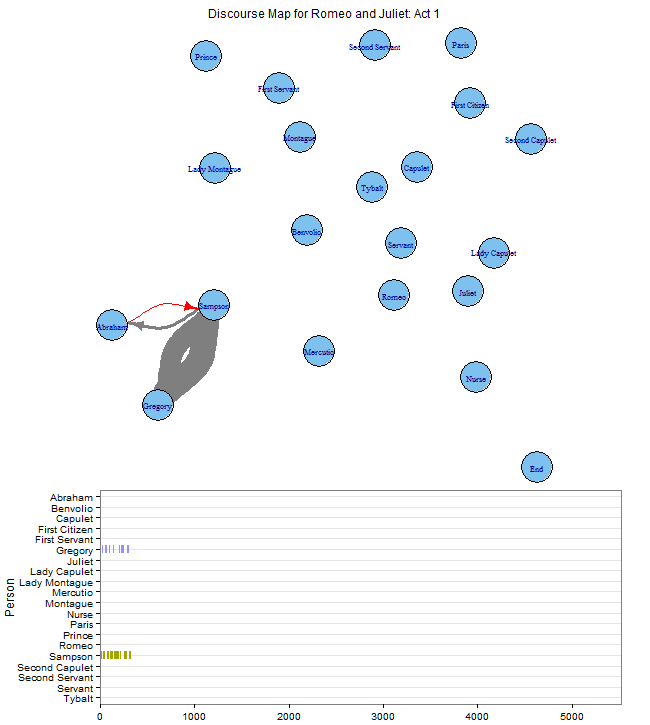 Discourse Map for Romeo and Juliet: Act 1
Second Servant
Paris
Prince
First Servant
First Citizen
Montague
Second Capulet
Lady Montague
Capulet
Tybalt
Benvolio
Servant
Lady Capulet
Romeo
Juliet
Sampson
Abraham
Mercutio
Nurse
Gregory
End
Person
Abraham
Benvolio
Capulet
First Citizen
First Servant
Gregory
Juliet
Lady Capulet
Lady Montague
Mercutio
Montague
Nurse
Paris
Prince
Romeo
Sampson
Second Capulet
Second Servant
Servant
Tybalt
0 1000 2000 3000 4000 5000